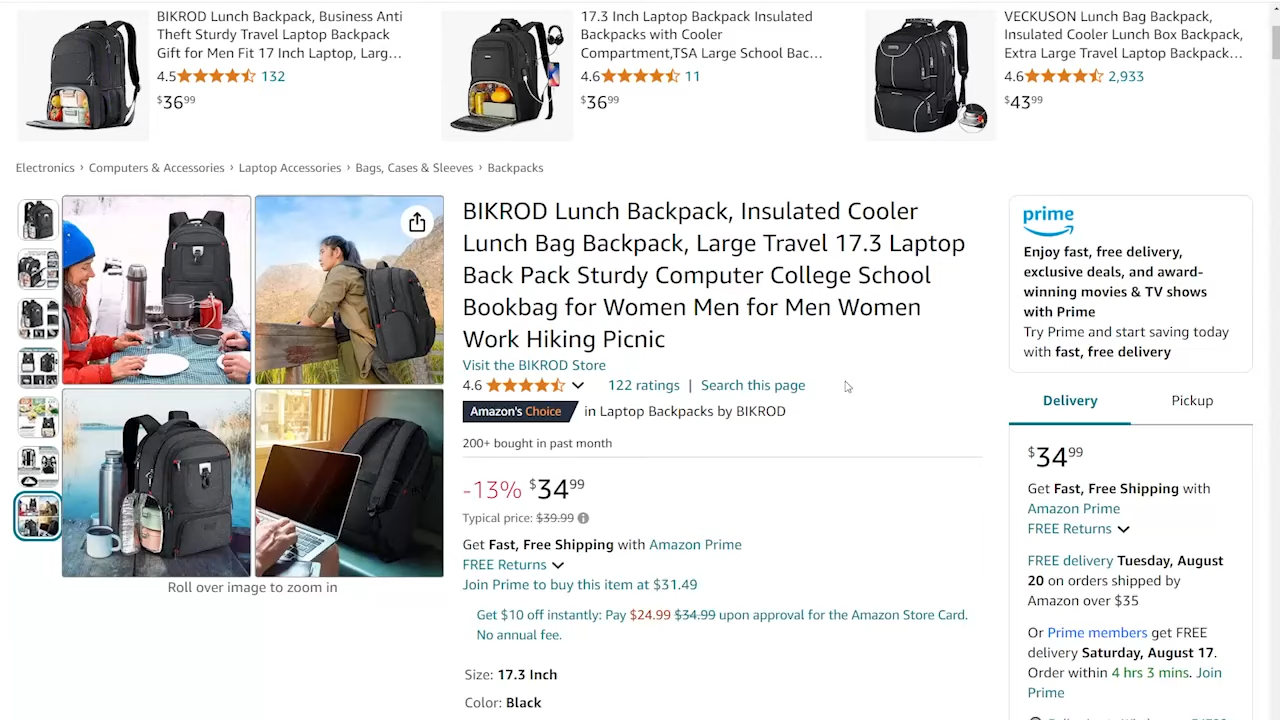 BIKROD Lunch Backpack, Business Anti
Theft Sturdy Travel Laptop Backpack
Gift for Men Fit 17 Inch Laptop, Larg…
4.5 132
$36 99
17.3 Inch Laptop Backpack Insulated
Backpacks with Cooler
Compartment,TSA Large School Bac…
4.6 11
$36 99
VECKUSON Lunch Bag Backpack,
Insulated Cooler Lunch Box Backpack,
Extra Large Travel Laptop Backpack…
4.6 2,933
$43 99
Electronics › Computers & Accessories › Laptop Accessories › Bags, Cases & Sleeves › Backpacks
Roll over image to zoom in
BIKROD Lunch Backpack, Insulated Cooler
Lunch Bag Backpack, Large Travel 17.3 Laptop
Back Pack Sturdy Computer College School
Bookbag for Women Men for Men Women
Work Hiking Picnic
Visit the BIKROD Store
4.6 122 ratings | Search this page
Amazon's Choice in Laptop Backpacks by BIKROD
200+ bought in past month
-13% $34 99
Typical price: $39.99
Get Fast, Free Shipping with Amazon Prime
FREE Returns
Join Prime to buy this item at $31.49
Get $10 off instantly: Pay $24.99 $34.99 upon approval for the Amazon Store Card.
No annual fee.
Size: 17.3 Inch
Color: Black
prime
Enjoy fast, free delivery,
exclusive deals, and award-
winning movies & TV shows
with Prime
Try Prime and start saving today
with fast, free delivery
Delivery Pickup
$34 99
Get Fast, Free Shipping with
Amazon Prime
FREE Returns
FREE delivery Tuesday, August
20 on orders shipped by
Amazon over $35
Or Prime members get FREE
delivery Saturday, August 17.
Order within 4 hrs 3 mins. Join
Prime